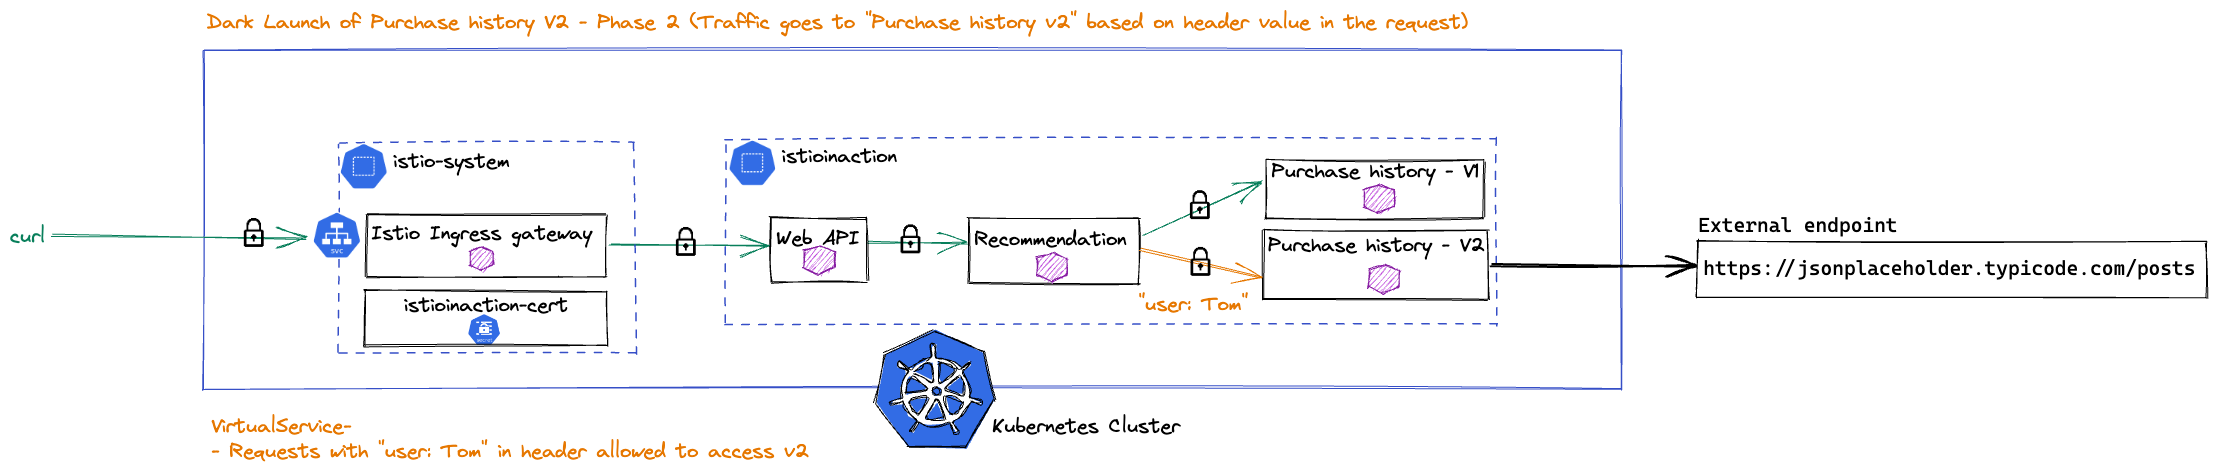 Dark Launch of Purchase history V2 - Phase 2 (Traffic goes to "Purchase history v2" based on header value in the request)
istio-system
istioinaction
curl
svc
Istio Ingress gateway
istioinaction-cert
Web API
Recommendation
Purchase history - V1
Purchase history - V2
"user: Tom"
External endpoint
https://jsonplaceholder.typicode.com/posts
Kubernetes Cluster
VirtualService-
- Requests with "user: Tom" in header allowed to access v2